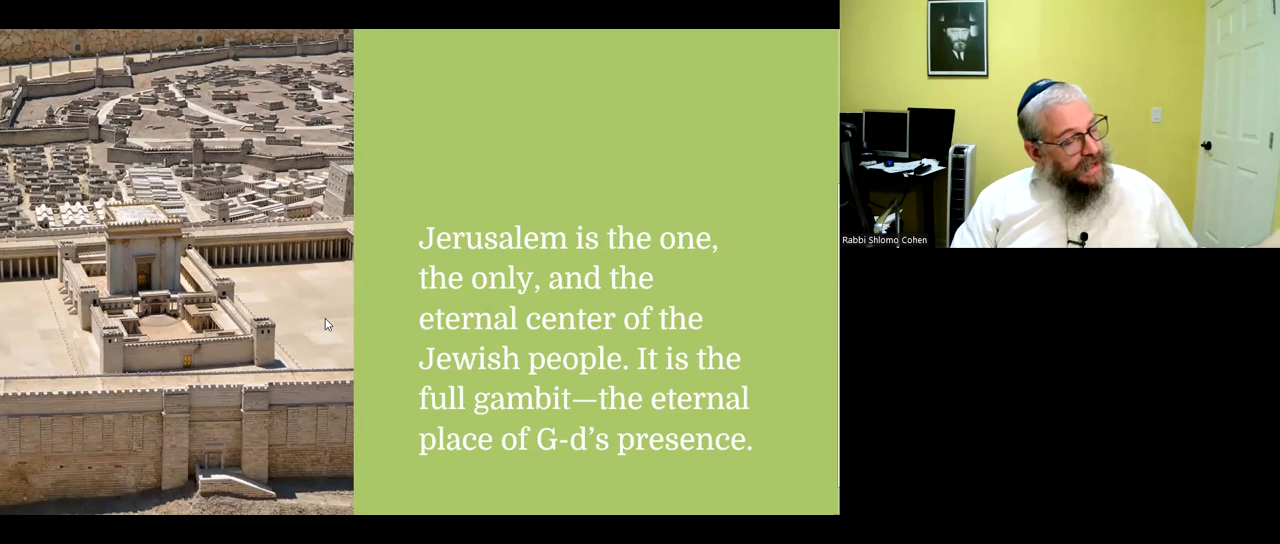 Jerusalem is the one,
the only, and the
eternal center of the
Jewish people. It is the
full gambit—the eternal
place of G-d’s presence.
Rabbi Shlomo Cohen